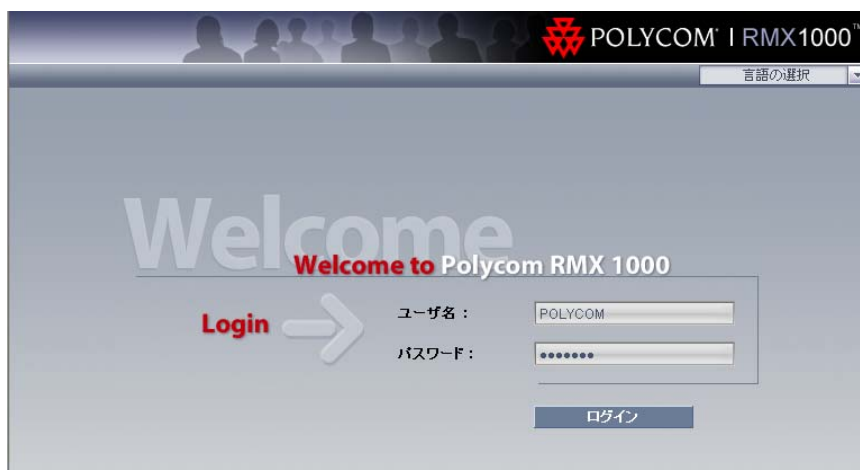 POLYCOM® | RMX1000™
言語の選択
Welcome
Welcome to Polycom RMX 1000
Login
ユーザ名 :
POLYCOM
パスワード :
•••••••
ログイン